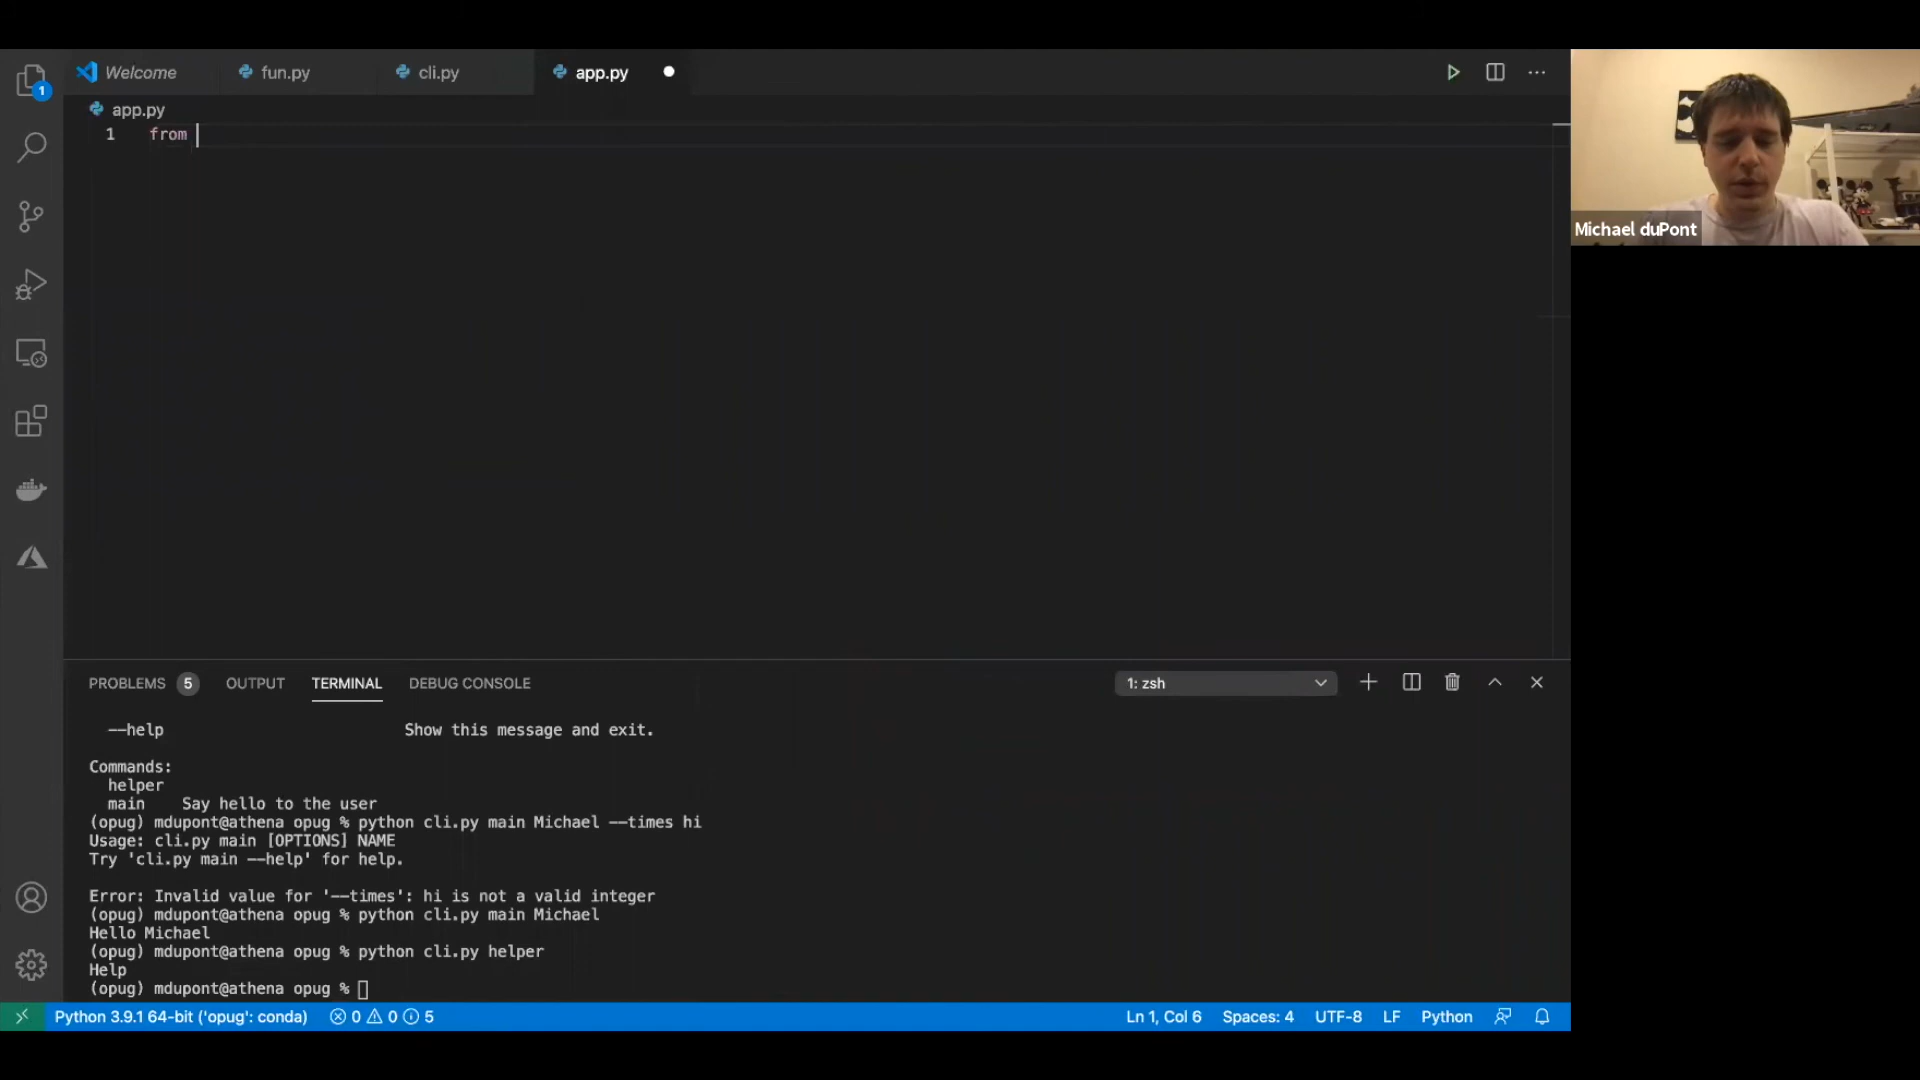 1
Welcome
fun.py
cli.py
app.py
app.py
1 from
Michael duPont
PROBLEMS 5 OUTPUT TERMINAL DEBUG CONSOLE
1: zsh
--help Show this message and exit.
Commands:
helper
main Say hello to the user
(opug) mdupont@athena opug % python cli.py main Michael --times hi
Usage: cli.py main [OPTIONS] NAME
Try 'cli.py main --help' for help.
Error: Invalid value for '--times': hi is not a valid integer
(opug) mdupont@athena opug % python cli.py main Michael
Hello Michael
(opug) mdupont@athena opug % python cli.py helper
Help
(opug) mdupont@athena opug %
Python 3.9.1 64-bit ('opug': conda) 0 0 5 Ln 1, Col 6 Spaces: 4 UTF-8 LF Python